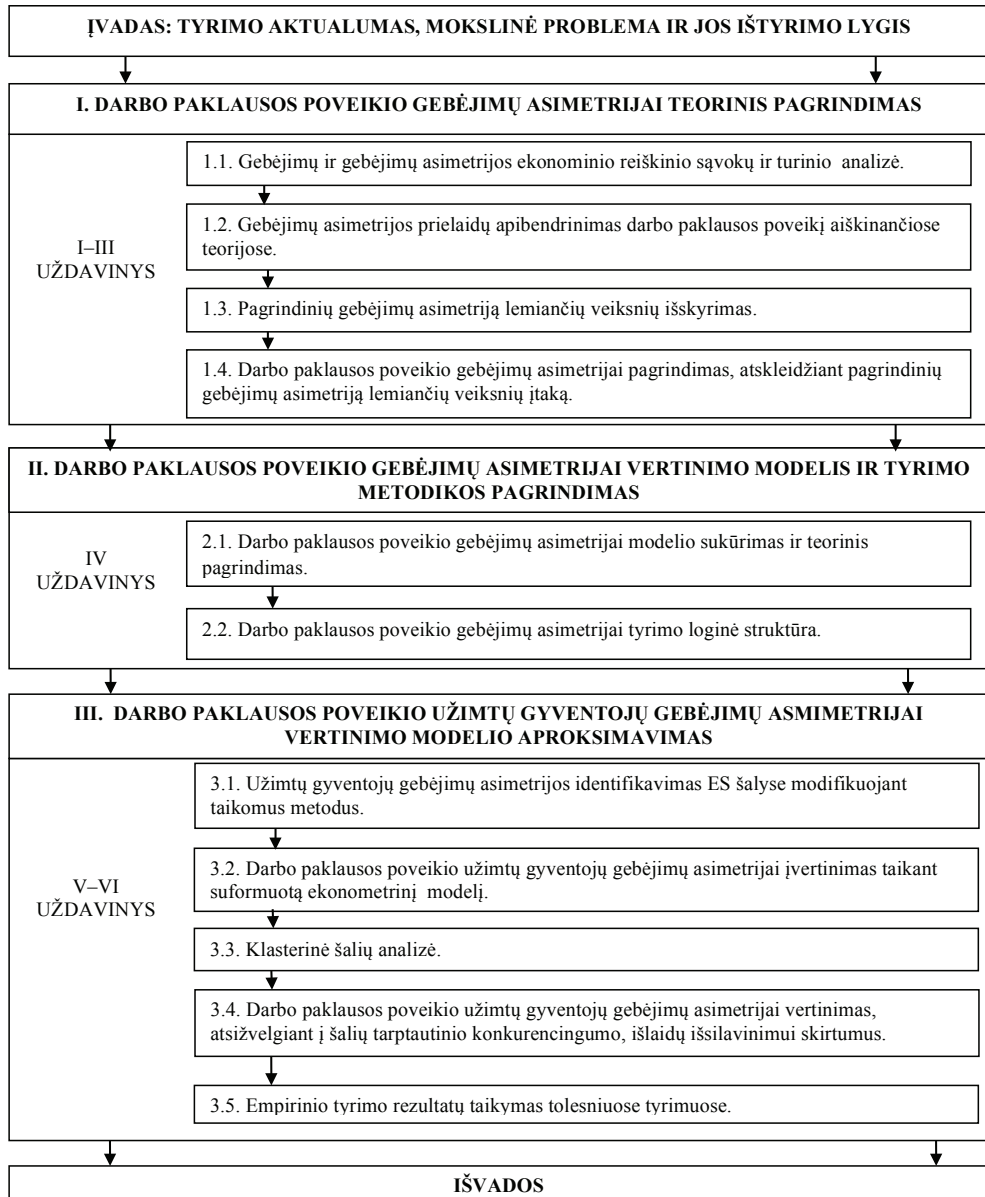 ĮVADAS: TYRIMO AKTUALUMAS, MOKSLINĖ PROBLEMA IR JOS IŠTYRIMO LYGIS
I. DARBO PAKLAUSOS POVEIKIO GEBĖJIMŲ ASIMETRIJAI TEORINIS PAGRINDIMAS
I–III
UŽDAVINYS
1.1. Gebėjimų ir gebėjimų asimetrijos ekonominio reiškinio sąvokų ir turinio analizė.
1.2. Gebėjimų asimetrijos prielaidų apibendrinimas darbo paklausos poveikį aiškinančiose
teorijose.
1.3. Pagrindinių gebėjimų asimetriją lemiančių veiksnių išskyrimas.
1.4. Darbo paklausos poveikio gebėjimų asimetrijai pagrindimas, atskleidžiant pagrindinių
gebėjimų asimetriją lemiančių veiksnių įtaką.
II. DARBO PAKLAUSOS POVEIKIO GEBĖJIMŲ ASIMETRIJAI VERTINIMO MODELIS IR TYRIMO
METODIKOS PAGRINDIMAS
IV
UŽDAVINYS
2.1. Darbo paklausos poveikio gebėjimų asimetrijai modelio sukūrimas ir teorinis
pagrindimas.
2.2. Darbo paklausos poveikio gebėjimų asimetrijai tyrimo loginė struktūra.
III. DARBO PAKLAUSOS POVEIKIO UŽIMTŲ GYVENTOJŲ GEBĖJIMŲ ASMIMETRIJAI
VERTINIMO MODELIO APROKSIMAVIMAS
V–VI
UŽDAVINYS
3.1. Užimtų gyventojų gebėjimų asimetrijos identifikavimas ES šalyse modifikuojant
taikomus metodus.
3.2. Darbo paklausos poveikio užimtų gyventojų gebėjimų asimetrijai įvertinimas taikant
suformuotą ekonometrinį modelį.
3.3. Klasterinė šalių analizė.
3.4. Darbo paklausos poveikio užimtų gyventojų gebėjimų asimetrijai vertinimas,
atsižvelgiant į šalių tarptautinio konkurencingumo, išlaidų išsilavinimui skirtumus.
3.5. Empirinio tyrimo rezultatų taikymas tolesniuose tyrimuose.
IŠVADOS